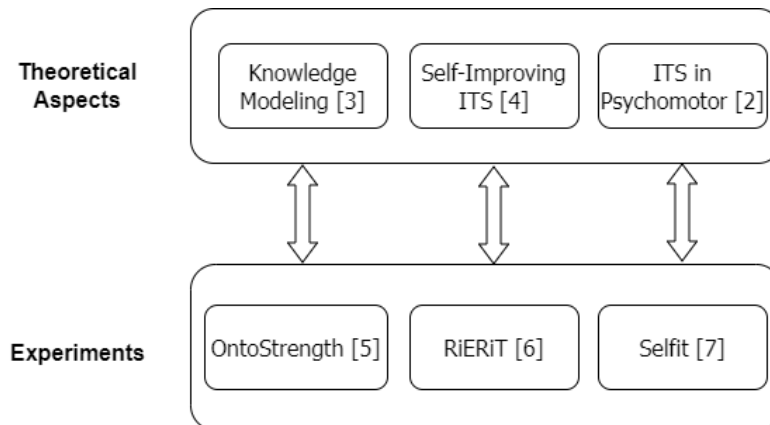 Theoretical
Aspects
Knowledge
Modeling [3]
Self-Improving
ITS [4]
ITS in
Psychomotor [2]
Experiments
OntoStrength [5]
RiERiT [6]
Selfit [7]